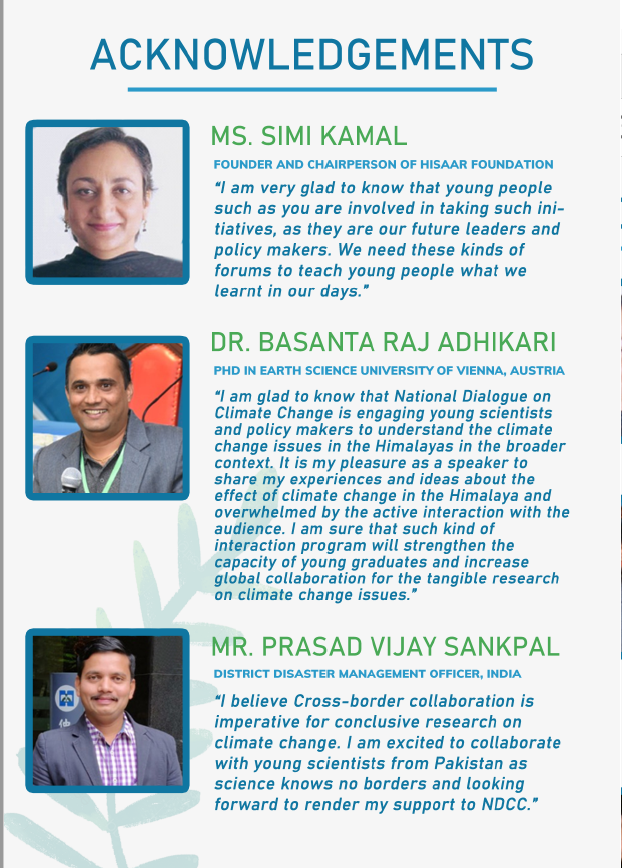 ACKNOWLEDGEMENTS
MS. SIMI KAMAL
FOUNDER AND CHAIRPERSON OF HISAAR FOUNDATION
“I am very glad to know that young people
such as you are involved in taking such ini-
tiatives, as they are our future leaders and
policy makers. We need these kinds of
forums to teach young people what we
learnt in our days.”
DR. BASANTA RAJ ADHIKARI
PHD IN EARTH SCIENCE UNIVERSITY OF VIENNA, AUSTRIA
“I am glad to know that National Dialogue on
Climate Change is engaging young scientists
and policy makers to understand the climate
change issues in the Himalayas in the broader
context. It is my pleasure as a speaker to
share my experiences and ideas about the
effect of climate change in the Himalaya and
overwhelmed by the active interaction with the
audience. I am sure that such kind of
interaction program will strengthen the
capacity of young graduates and increase
global collaboration for the tangible research
on climate change issues.”
MR. PRASAD VIJAY SANKPAL
DISTRICT DISASTER MANAGEMENT OFFICER, INDIA
“I believe Cross-border collaboration is
imperative for conclusive research on
climate change. I am excited to collaborate
with young scientists from Pakistan as
science knows no borders and looking
forward to render my support to NDCC.”